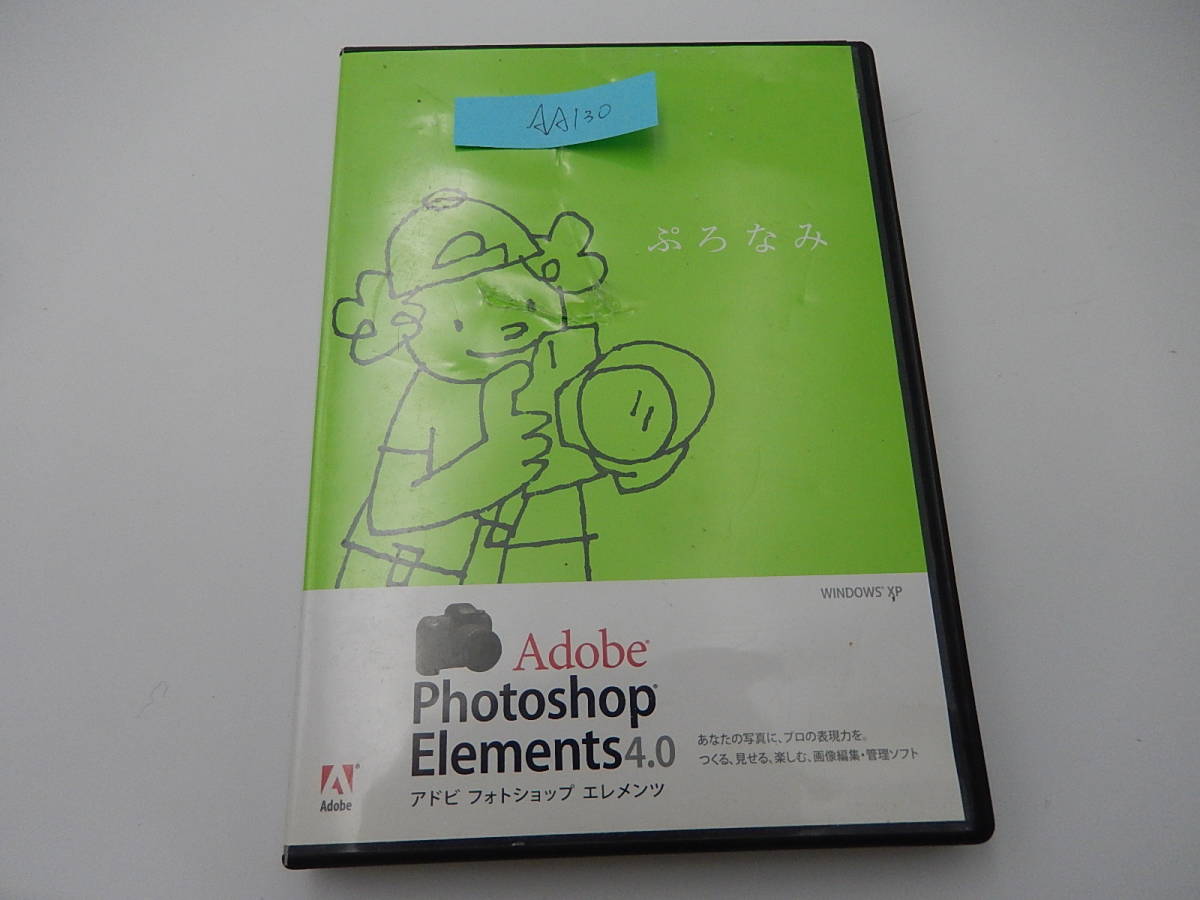 AA130
ぷろなみ
WINDOWS® XP
Adobe®
Photoshop®
Elements 4.0
アドビ フォトショップ エレメンツ
あなたの写真に、プロの表現力を。
つくる、見せる、楽しむ、画像編集・管理ソフト
Adobe®